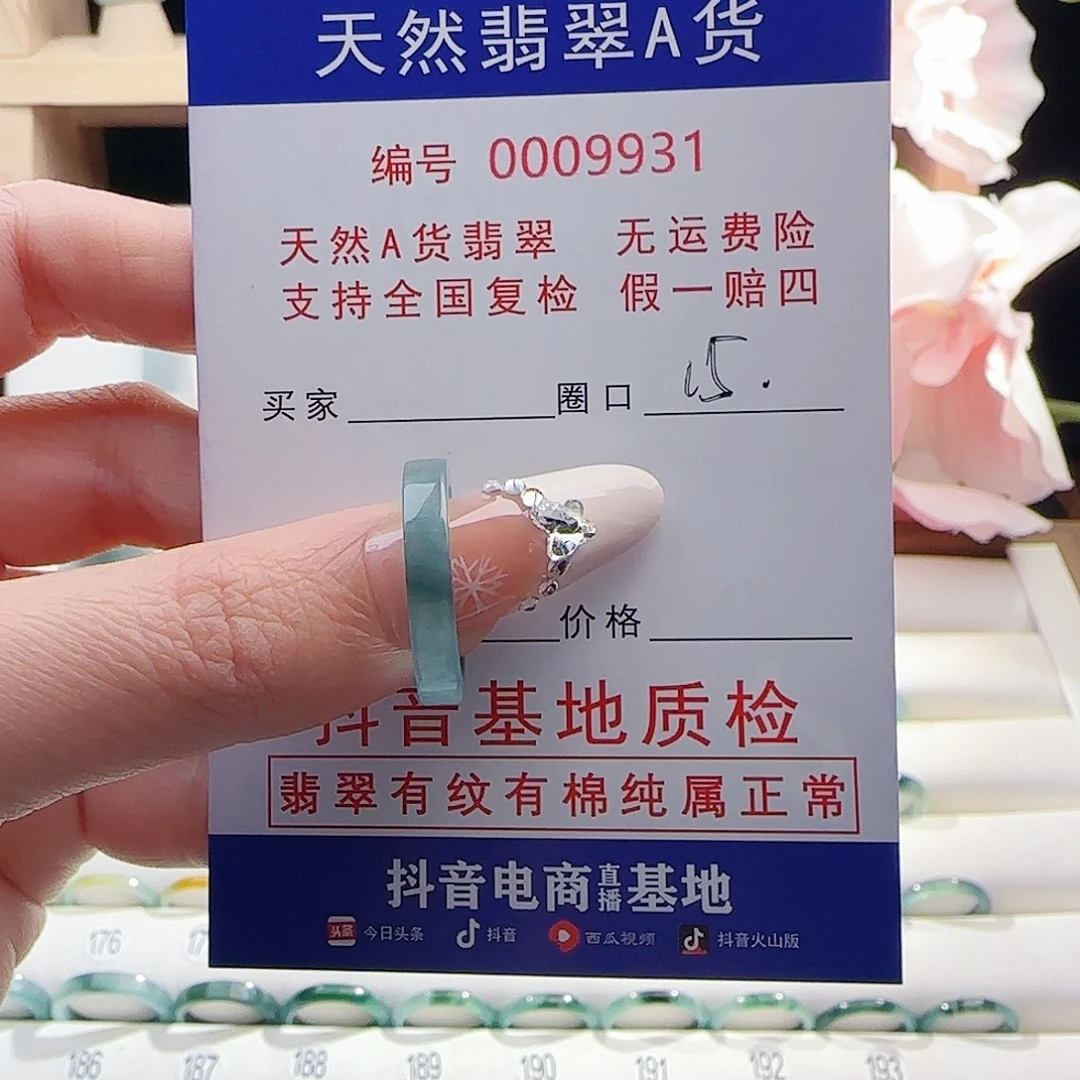 天然翡翠A货
编号 0009931
天然A货翡翠 无运费险
支持全国复检 假一赔四
买家 圈口 15.
价格
抖音基地质检
翡翠有纹有棉纯属正常
抖音电商直播基地
头条 今日头条 抖音 西瓜视频 抖音火山版
176
186 187 188 189 190 191 192 193